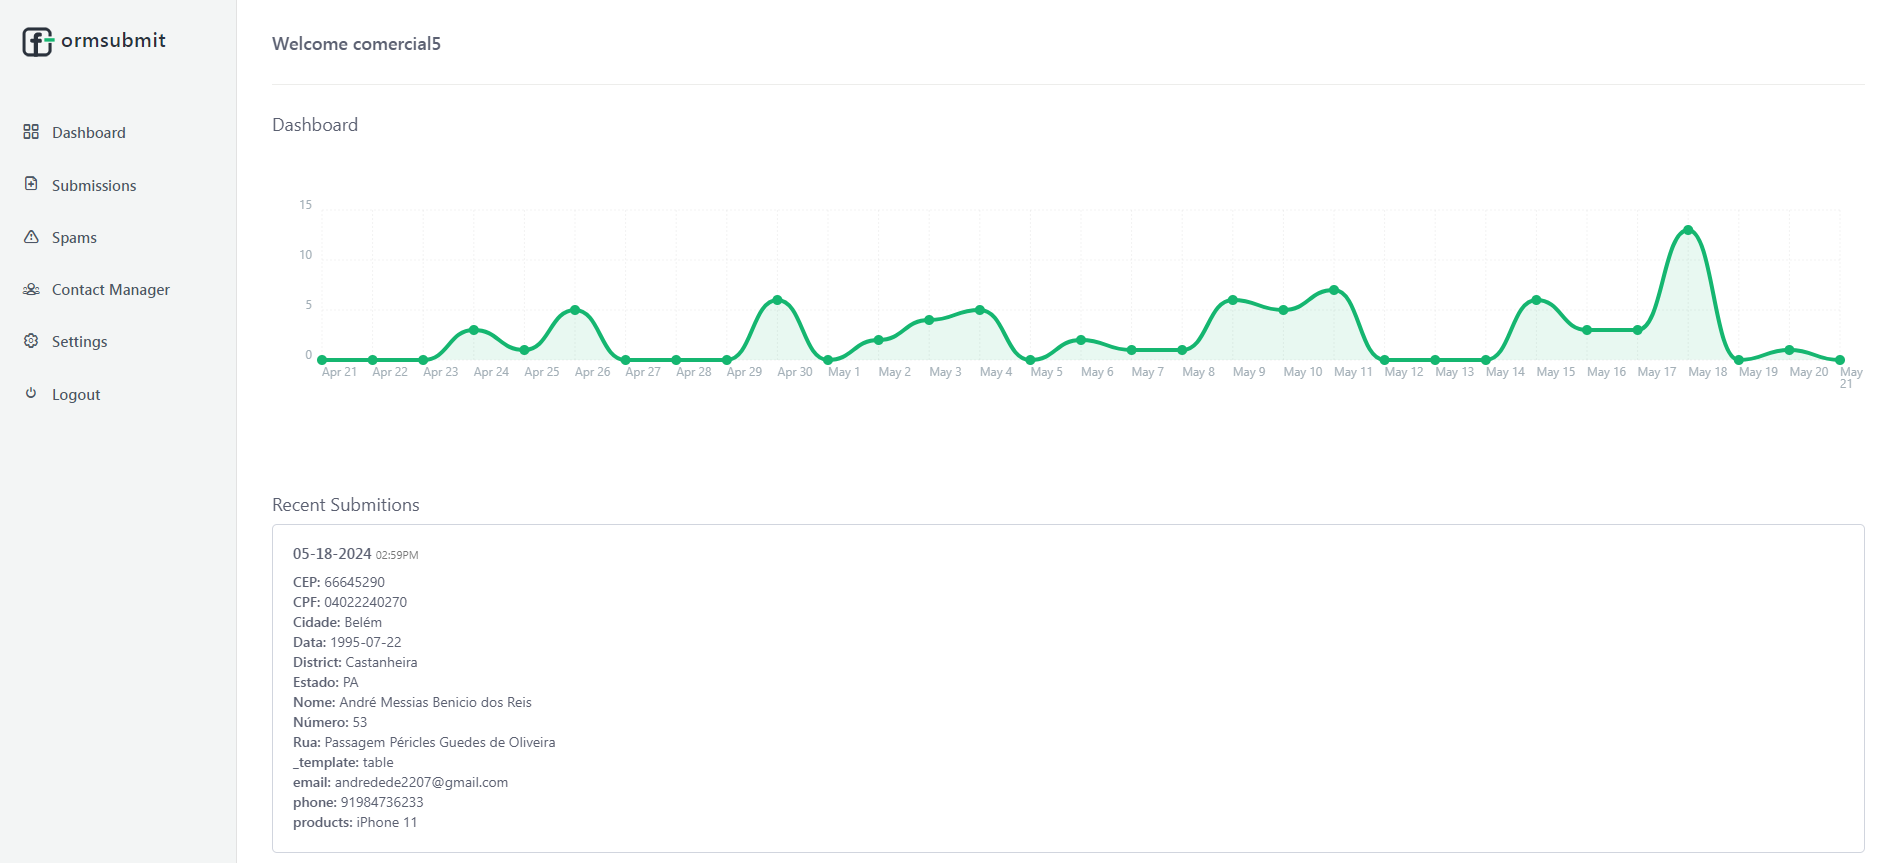 ormsubmit
Dashboard
Submissions
Spams
Contact Manager
Settings
Logout
Welcome comercial5
Dashboard
15
10
5
0
Apr 21 Apr 22 Apr 23 Apr 24 Apr 25 Apr 26 Apr 27 Apr 28 Apr 29 Apr 30 May 1 May 2 May 3 May 4 May 5 May 6 May 7 May 8 May 9 May 10 May 11 May 12 May 13 May 14 May 15 May 16 May 17 May 18 May 19 May 20 May
21
Recent Submitions
05-18-2024 02:59PM
CEP: 66645290
CPF: 04022240270
Cidade: Belém
Data: 1995-07-22
District: Castanheira
Estado: PA
Nome: André Messias Benicio dos Reis
Número: 53
Rua: Passagem Péricles Guedes de Oliveira
_template: table
email: andredede2207@gmail.com
phone: 91984736233
products: iPhone 11